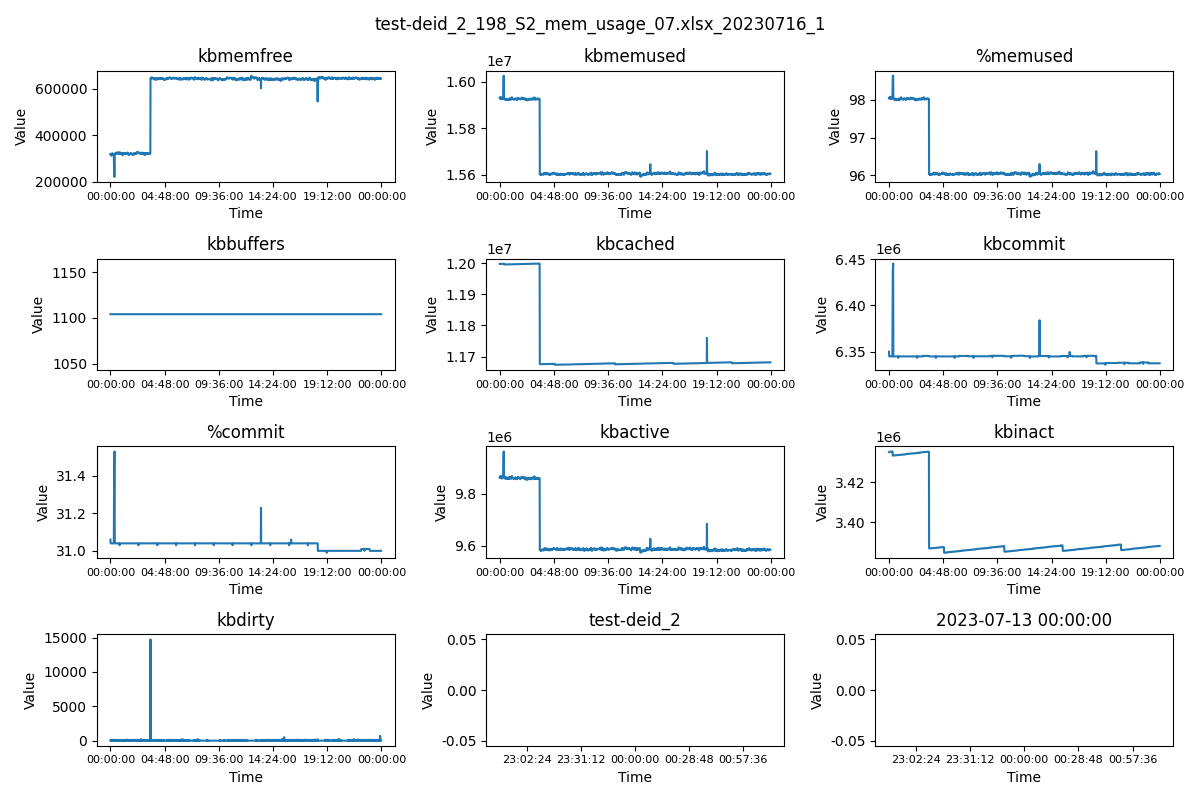 test-deid_2_198_S2_mem_usage_07.xlsx_20230716_1
kbmemfree
Value
600000
400000
200000
00:00:00 04:48:00 09:36:00 14:24:00 19:12:00 00:00:00
Time
kbmemused
1e7
Value
1.60
1.58
1.56
00:00:00 04:48:00 09:36:00 14:24:00 19:12:00 00:00:00
Time
%memused
Value
98
97
96
00:00:00 04:48:00 09:36:00 14:24:00 19:12:00 00:00:00
Time
kbbuffers
Value
1150
1100
1050
00:00:00 04:48:00 09:36:00 14:24:00 19:12:00 00:00:00
Time
kbcached
1e7
Value
1.20
1.19
1.18
1.17
00:00:00 04:48:00 09:36:00 14:24:00 19:12:00 00:00:00
Time
kbcommit
1e6
Value
6.45
6.40
6.35
00:00:00 04:48:00 09:36:00 14:24:00 19:12:00 00:00:00
Time
%commit
Value
31.4
31.2
31.0
00:00:00 04:48:00 09:36:00 14:24:00 19:12:00 00:00:00
Time
kbactive
1e6
Value
9.8
9.6
00:00:00 04:48:00 09:36:00 14:24:00 19:12:00 00:00:00
Time
kbinact
1e6
Value
3.42
3.40
00:00:00 04:48:00 09:36:00 14:24:00 19:12:00 00:00:00
Time
kbdirty
Value
15000
10000
5000
0
00:00:00 04:48:00 09:36:00 14:24:00 19:12:00 00:00:00
Time
test-deid_2
Value
0.05
0.00
-0.05
23:02:24 23:31:12 00:00:00 00:28:48 00:57:36
Time
2023-07-13 00:00:00
Value
0.05
0.00
-0.05
23:02:24 23:31:12 00:00:00 00:28:48 00:57:36
Time